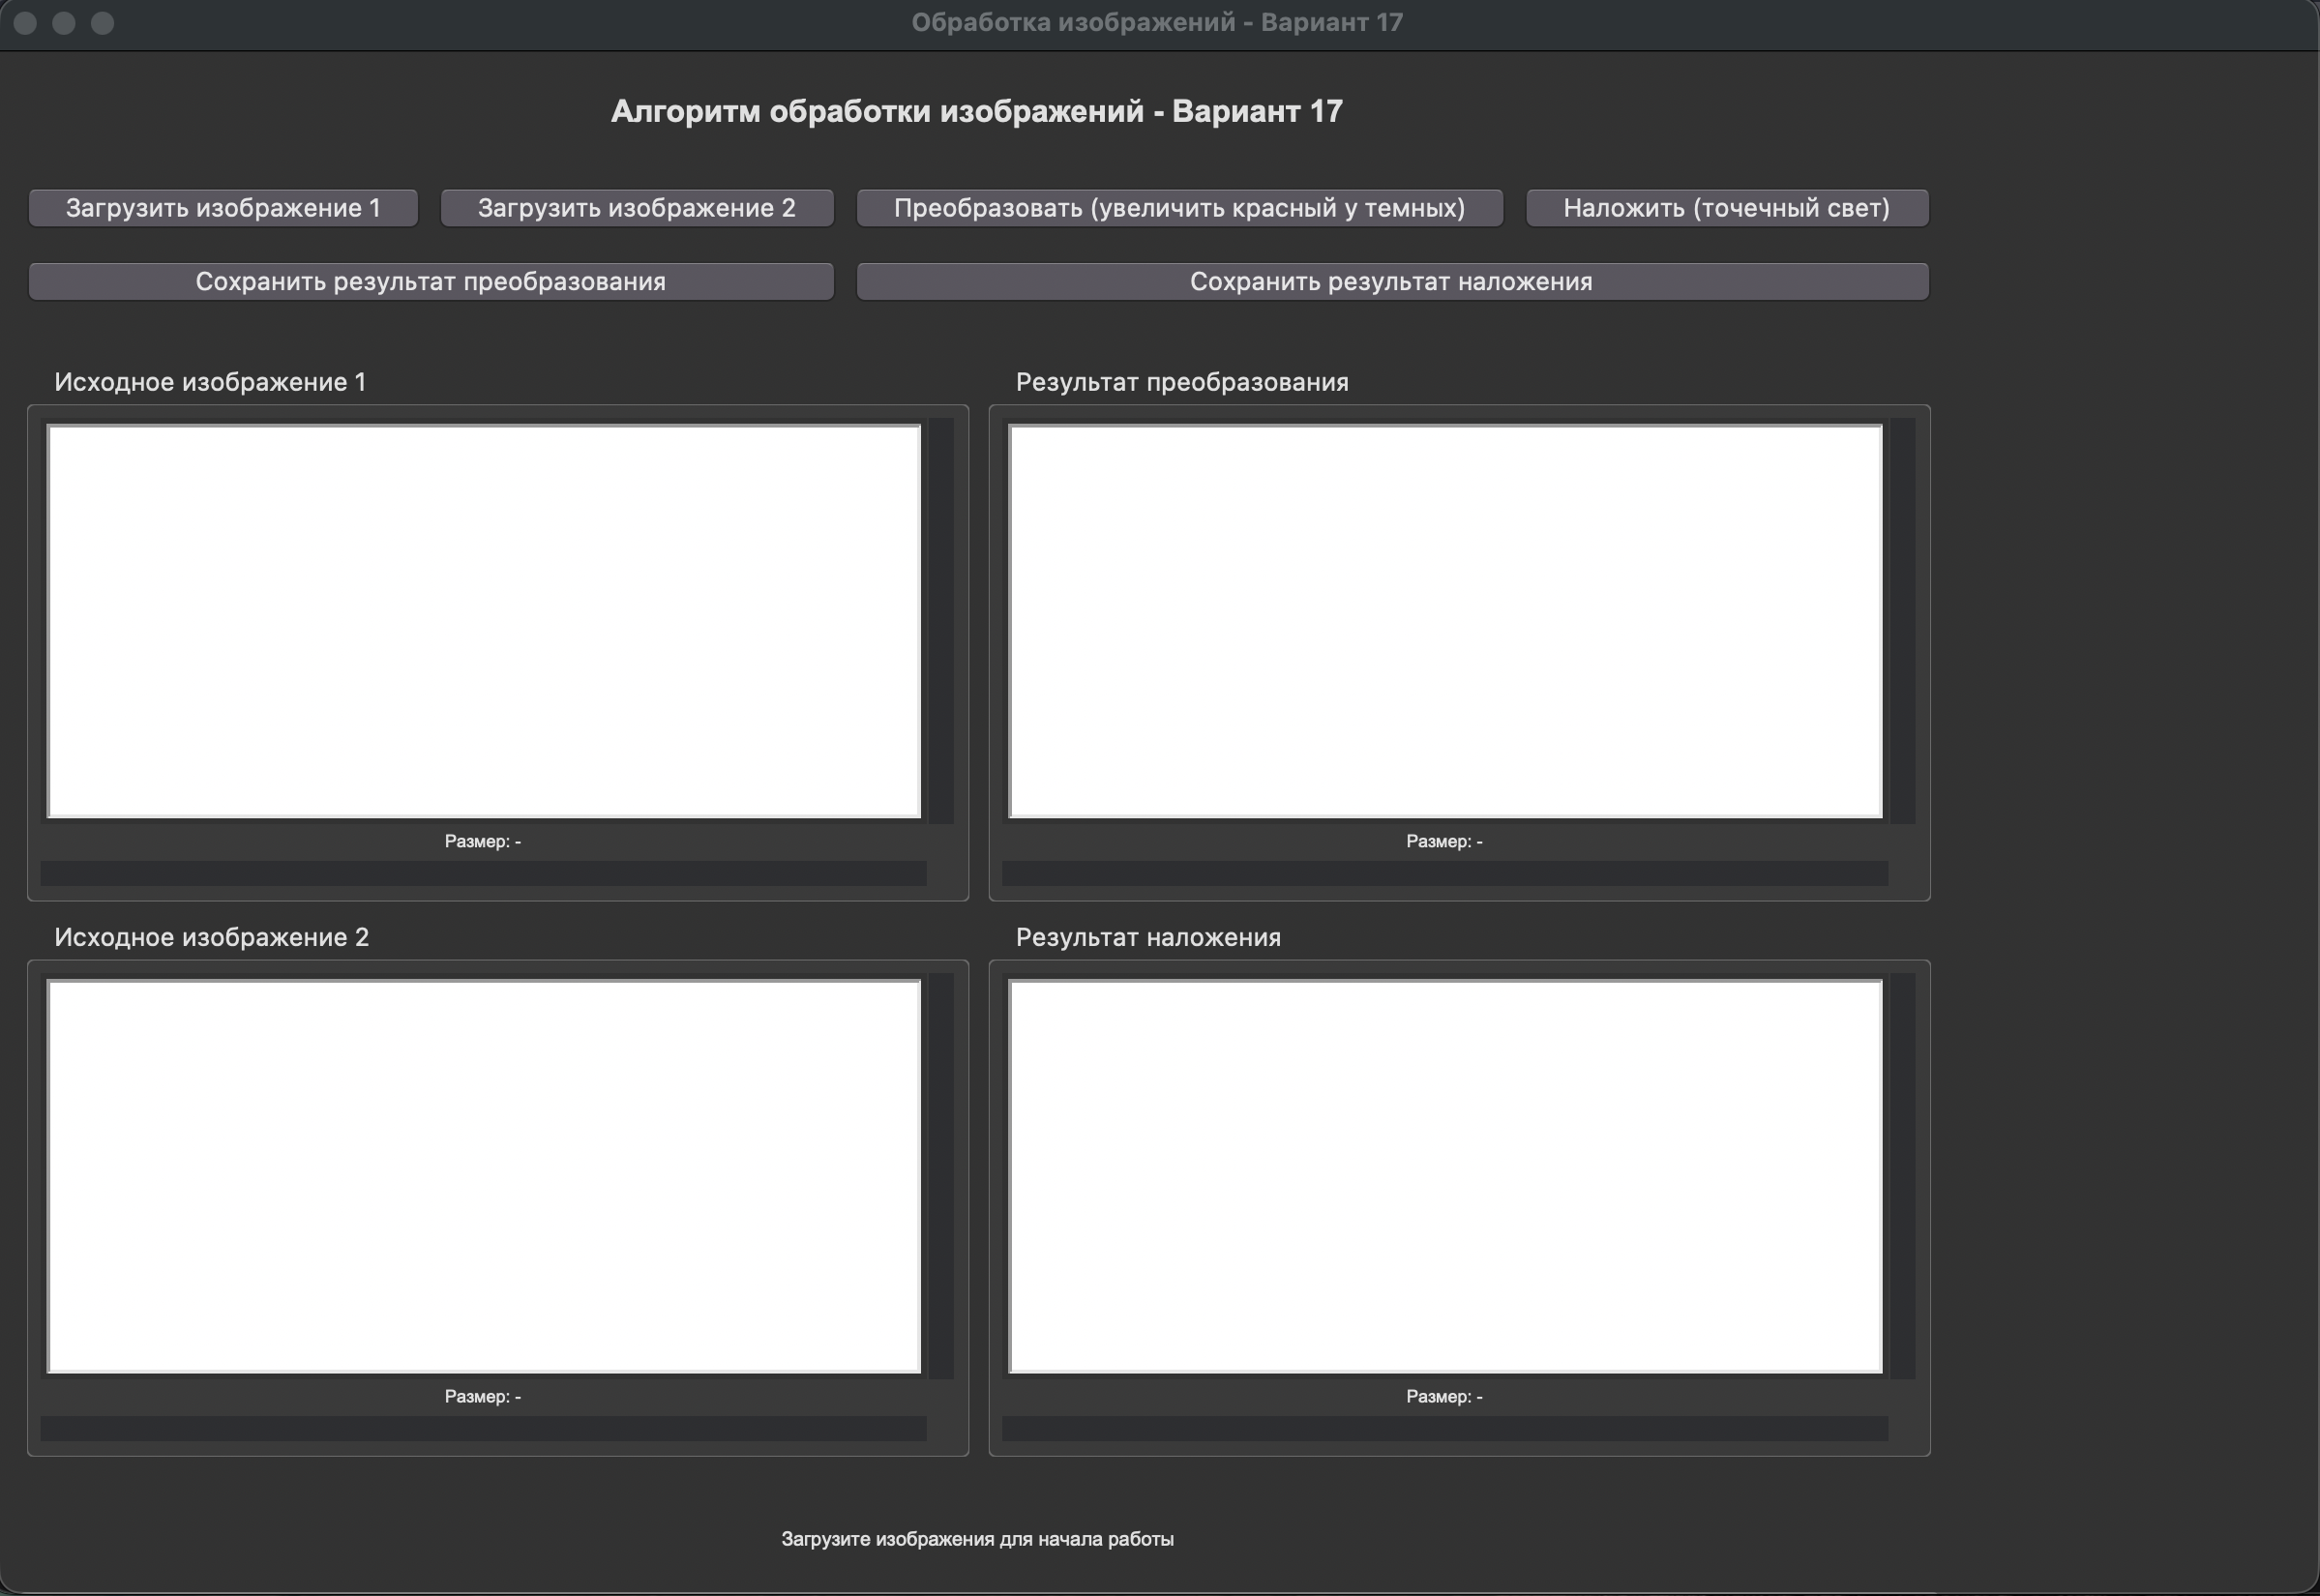 Обработка изображений - Вариант 17
Алгоритм обработки изображений - Вариант 17
Загрузить изображение 1
Загрузить изображение 2
Преобразовать (увеличить красный у темных)
Наложить (точечный свет)
Сохранить результат преобразования
Сохранить результат наложения
Исходное изображение 1
Результат преобразования
Размер: -
Размер: -
Исходное изображение 2
Результат наложения
Размер: -
Размер: -
Загрузите изображения для начала работы